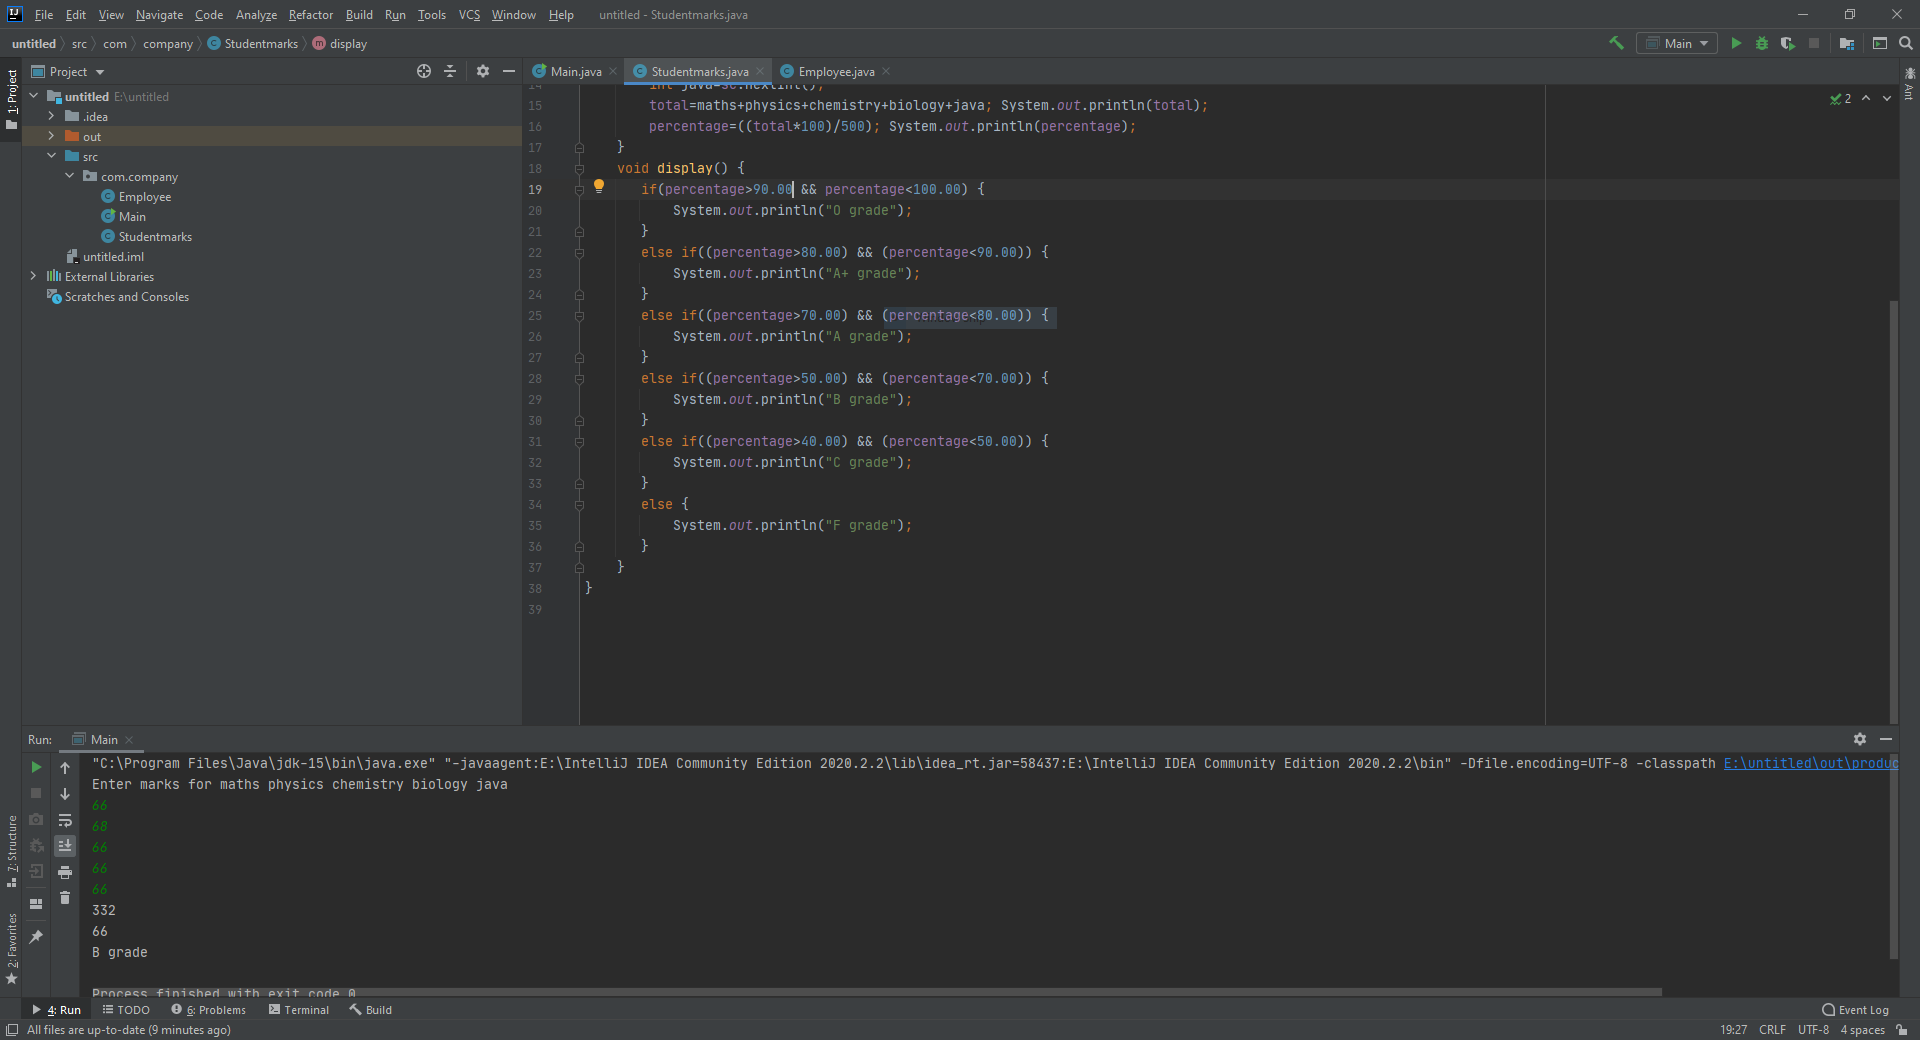 File Edit View Navigate Code Analyze Refactor Build Run Tools VCS Window Help untitled - Studentmarks.java
untitled src com company Studentmarks display
Main
1: Project
Project
Main.java Studentmarks.java Employee.java
Ant
untitled E:\untitled
.idea
out
src
com.company
Employee
Main
Studentmarks
untitled.iml
External Libraries
Scratches and Consoles
2
14 int java=sc.nextInt();
15 total=maths+physics+chemistry+biology+java; System.out.println(total);
16 percentage=((total*100)/500); System.out.println(percentage);
17 }
18 void display() {
19 if(percentage>90.00 && percentage<100.00) {
20 System.out.println("O grade");
21 }
22 else if((percentage>80.00) && (percentage<90.00)) {
23 System.out.println("A+ grade");
24 }
25 else if((percentage>70.00) && (percentage<80.00)) {
26 System.out.println("A grade");
27 }
28 else if((percentage>50.00) && (percentage<70.00)) {
29 System.out.println("B grade");
30 }
31 else if((percentage>40.00) && (percentage<50.00)) {
32 System.out.println("C grade");
33 }
34 else {
35 System.out.println("F grade");
36 }
37 }
38 }
39
Run: Main
"C:\Program Files\Java\jdk-15\bin\java.exe" "-javaagent:E:\IntelliJ IDEA Community Edition 2020.2.2\lib\idea_rt.jar=58437:E:\IntelliJ IDEA Community Edition 2020.2.2\bin" -Dfile.encoding=UTF-8 -classpath E:\untitled\out\produc
Enter marks for maths physics chemistry biology java
66
68
66
66
66
332
66
B grade
Process finished with exit code 0
7: Structure
2: Favorites
4: Run TODO 6: Problems Terminal Build Event Log
All files are up-to-date (9 minutes ago) 19:27 CRLF UTF-8 4 spaces